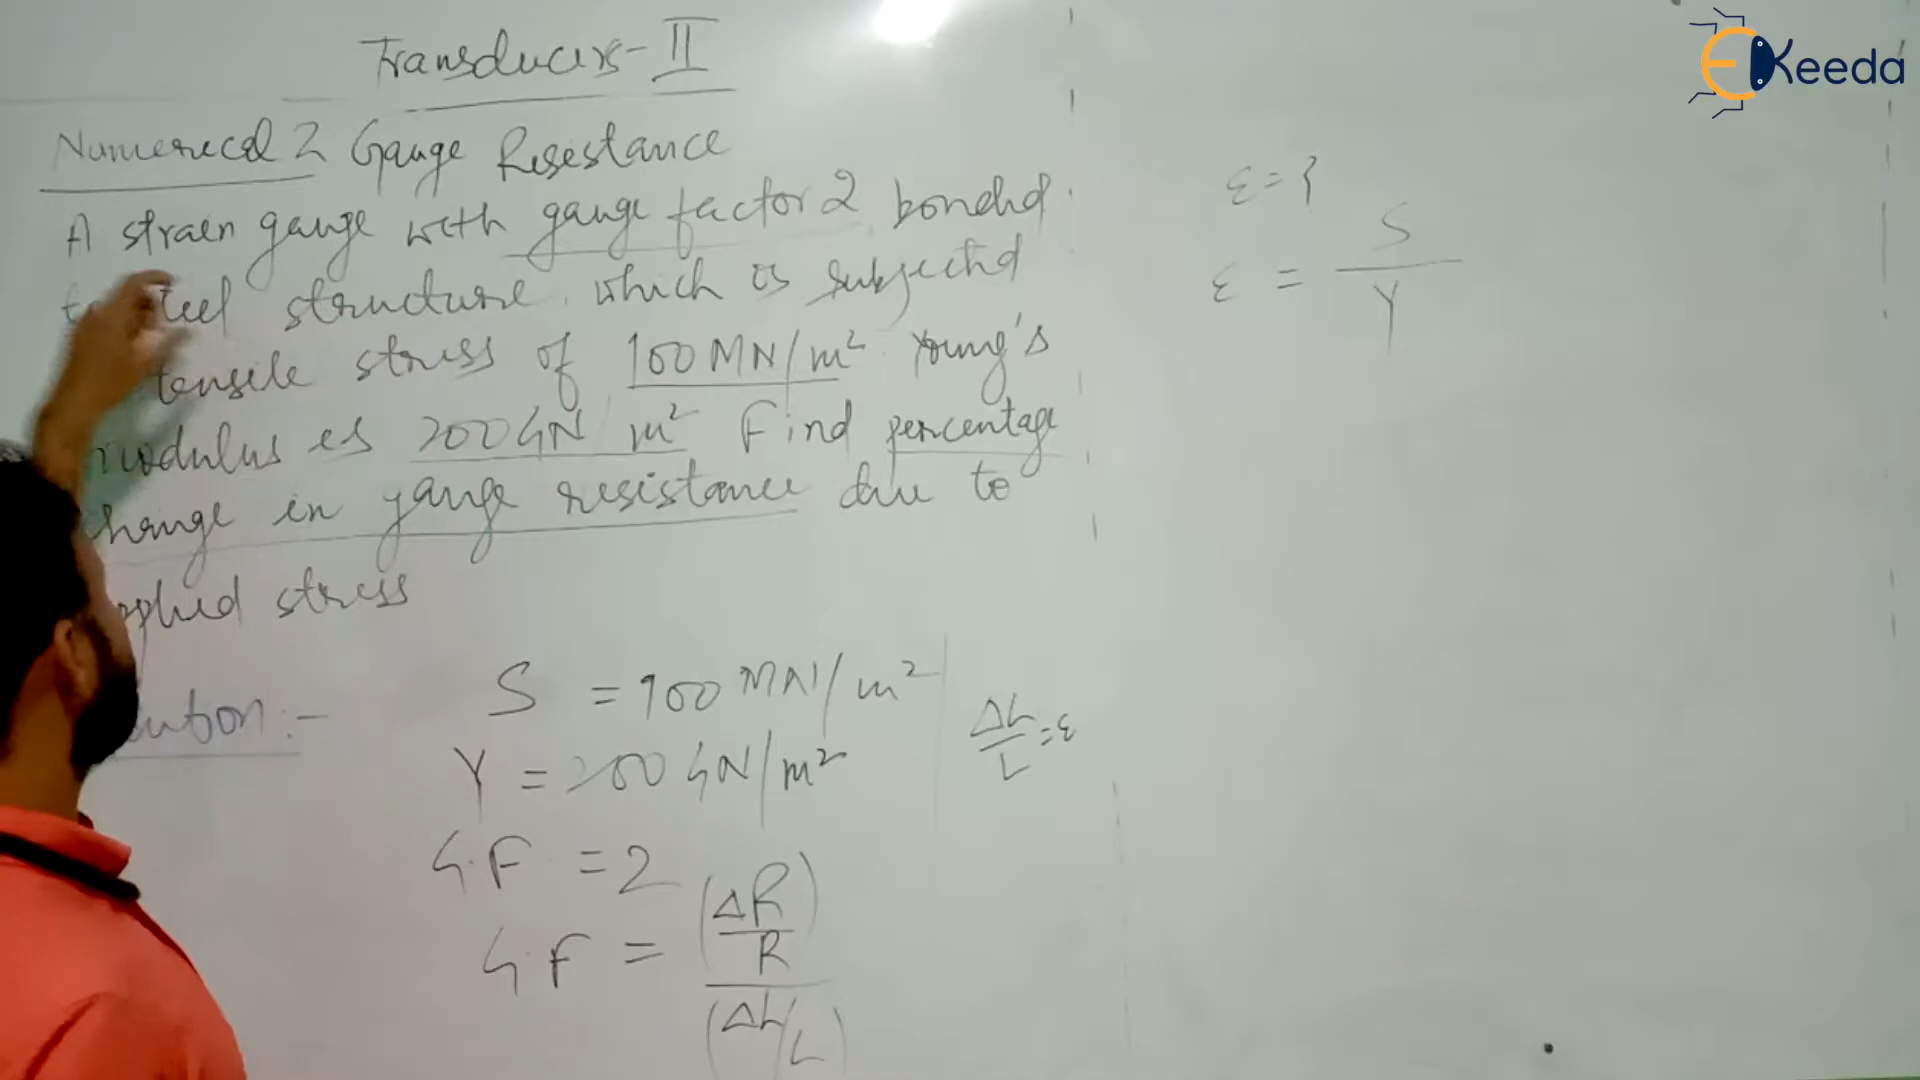 Transducers-II
Numerical 2 Gauge Resistance
A strain gauge with gauge factor 2 bonded
steel structure which is subjected
tensile stress of 100 MN/m² Young's
modulus is 200 GN m² Find percentage
change in gauge resistance due to
applied stress
S = 100 MN/m²
Y = 200 GN/m²
ΔL/L = ε
G.F = 2
G.F = (ΔR/R)/(ΔL/L)
ε = ?
ε = S/Y
EKeeda